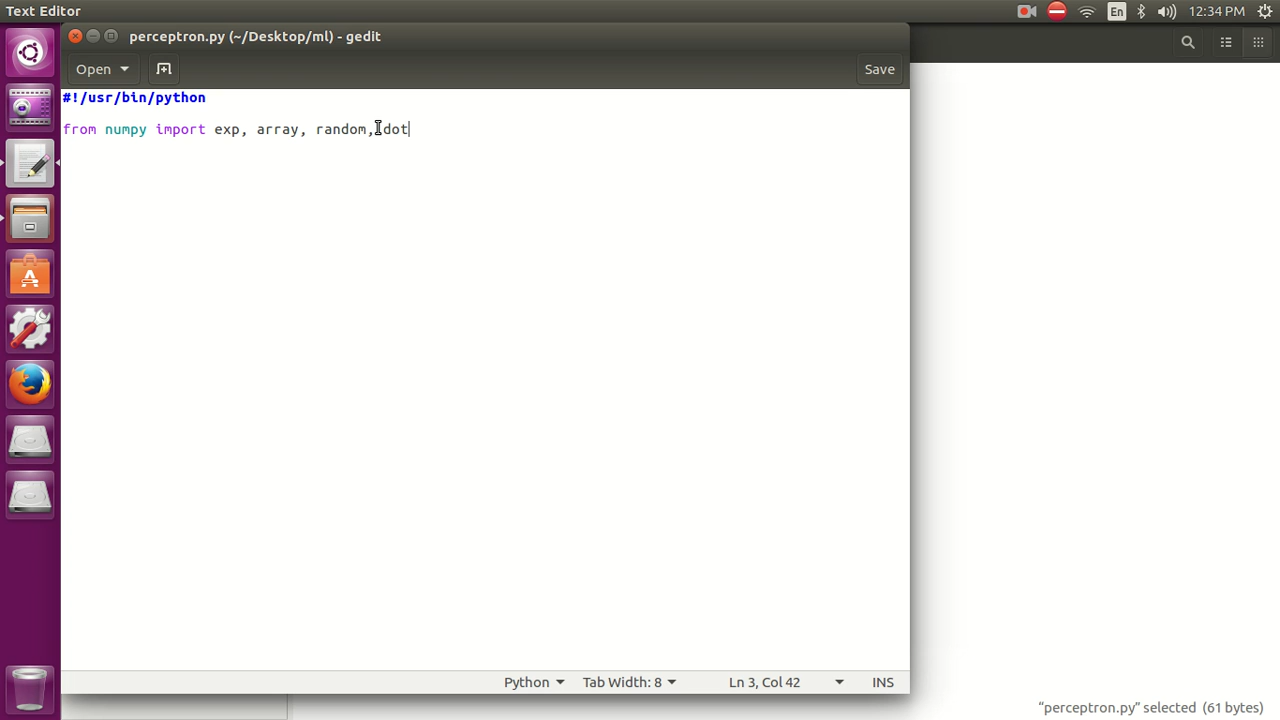 Text Editor
En
12:34 PM
perceptron.py (~/Desktop/ml) - gedit
Open
Save
#!/usr/bin/python
from numpy import exp, array, random, dot
Python
Tab Width: 8
Ln 3, Col 42
INS
“perceptron.py” selected (61 bytes)